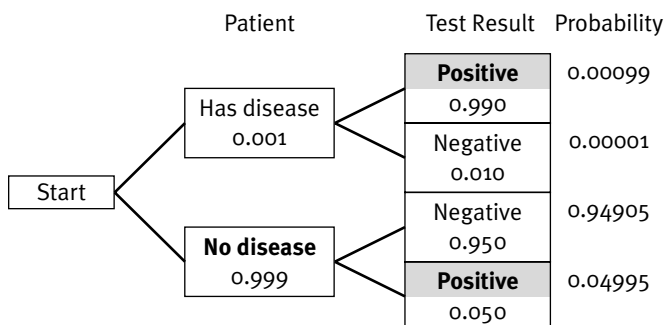 Patient Test Result Probability
Positive 0.00099
0.990
Has disease
0.001
Negative 0.00001
0.010
Start
Negative 0.94905
0.950
No disease
0.999
Positive 0.04995
0.050